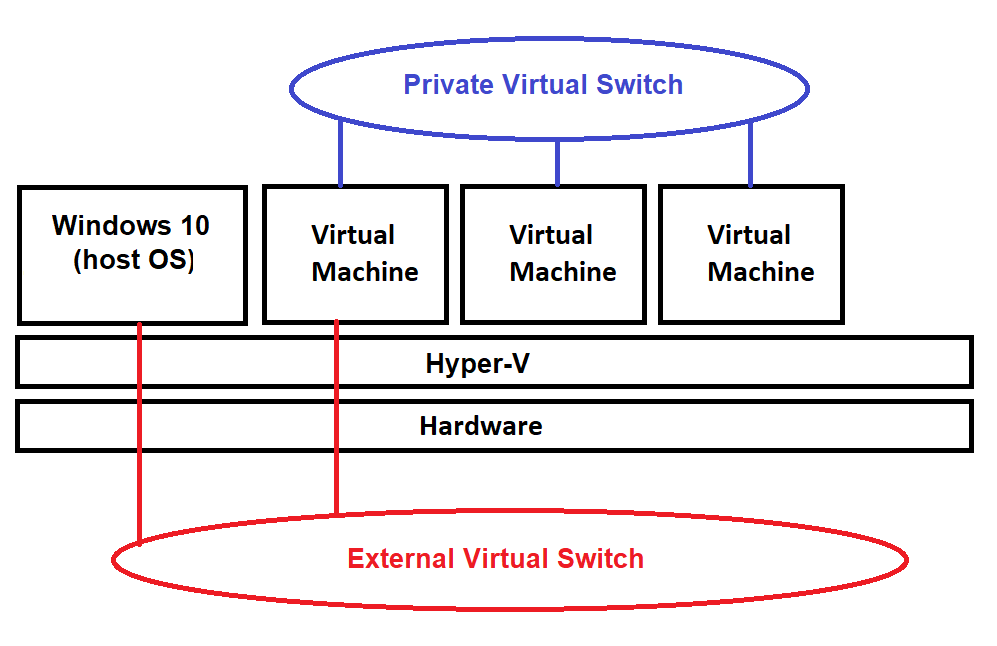 Private Virtual Switch
Windows 10
(host OS)
Virtual
Machine
Virtual
Machine
Virtual
Machine
Hyper-V
Hardware
External Virtual Switch